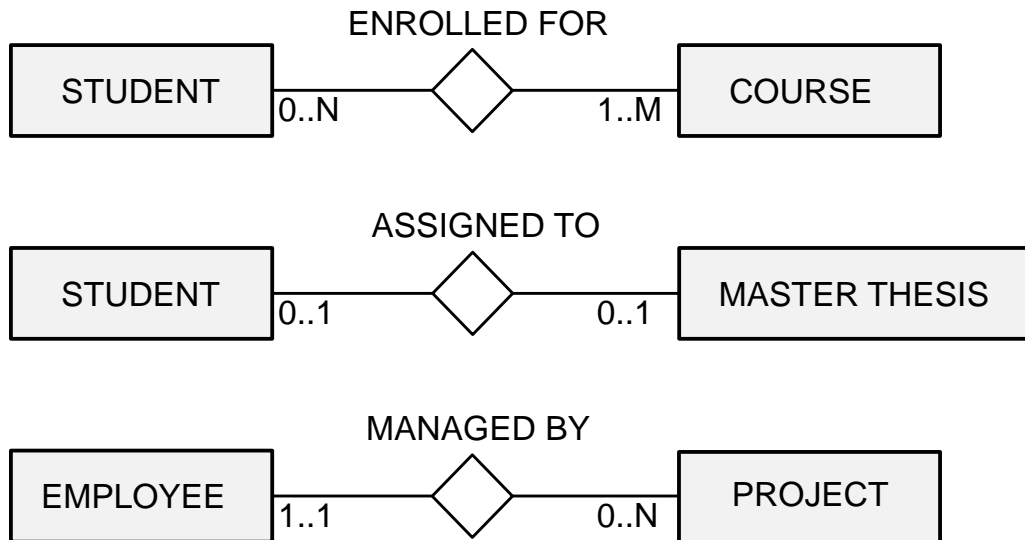 ENROLLED FOR
STUDENT
COURSE
0..N
1..M
ASSIGNED TO
STUDENT
MASTER THESIS
0..1
0..1
MANAGED BY
EMPLOYEE
PROJECT
1..1
0..N